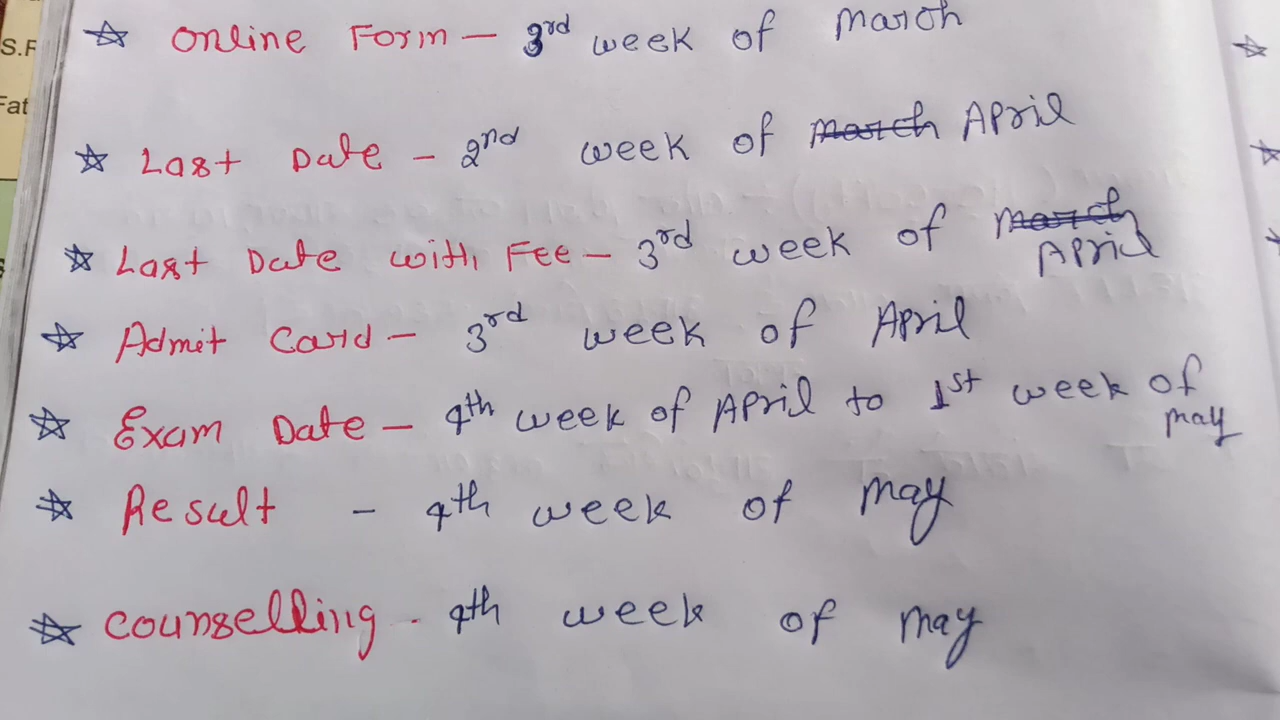 S.F
Fat
☆ Online Form - 3rd week of March
☆ Last Date - 2nd week of March April
☆ Last Date with Fee - 3rd week of March
April
☆ Admit Card - 3rd week of April
☆ Exam Date - 4th week of April to 1st week of
may
☆ Result - 4th week of may
☆ Counselling - 4th week of may